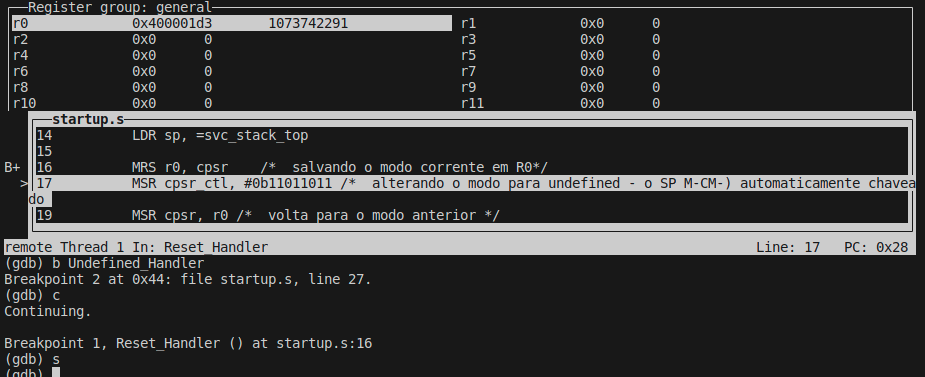 Register group: general
r0 0x400001d3 1073742291 r1 0x0 0
r2 0x0 0 r3 0x0 0
r4 0x0 0 r5 0x0 0
r6 0x0 0 r7 0x0 0
r8 0x0 0 r9 0x0 0
r10 0x0 0 r11 0x0 0
startup.s
14 LDR sp, =svc_stack_top
15
B+ 16 MRS r0, cpsr /* salvando o modo corrente em R0*/
>17 MSR cpsr_ctl, #0b11011011 /* alterando o modo para undefined - o SP M-CM-) automaticamente chavea
do
19 MSR cpsr, r0 /* volta para o modo anterior */
remote Thread 1 In: Reset_Handler Line: 17 PC: 0x28
(gdb) b Undefined_Handler
Breakpoint 2 at 0x44: file startup.s, line 27.
(gdb) c
Continuing.
Breakpoint 1, Reset_Handler () at startup.s:16
(gdb) s
(gdb)